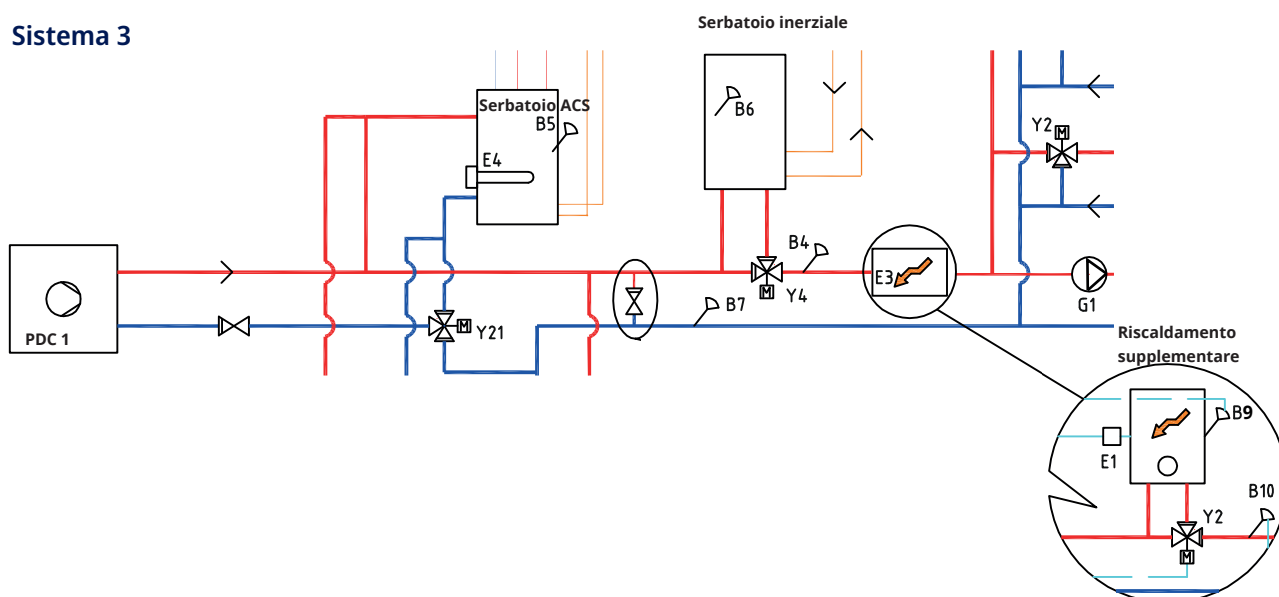 Sistema 3
Serbatoio inerziale
Serbatoio ACS
B5
E4
B6
Y2
M
PDC 1
M
Y21
B7
B4
M
Y4
E3
G1
Riscaldamento
supplementare
B9
E1
B10
Y2
M